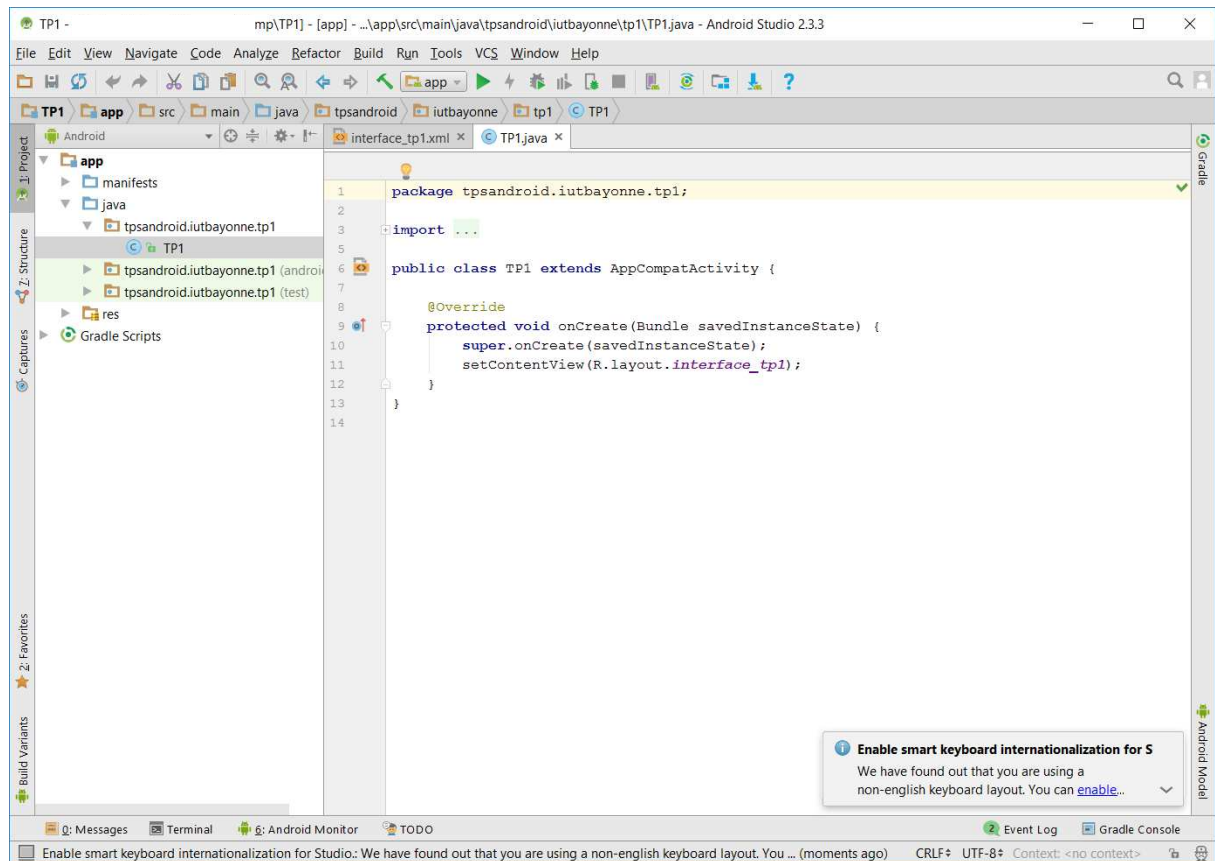 TP1 - mp\TP1] - [app] - ...\app\src\main\java\tpsandroid\iutbayonne\tp1\TP1.java - Android Studio 2.3.3
File Edit View Navigate Code Analyze Refactor Build Run Tools VCS Window Help
app
TP1 app src main java tpsandroid iutbayonne tp1 TP1
Android
interface_tp1.xml TP1.java
1: Project
Z: Structure
Captures
2: Favorites
Build Variants
app
manifests
java
tpsandroid.iutbayonne.tp1
TP1
tpsandroid.iutbayonne.tp1 (androi
tpsandroid.iutbayonne.tp1 (test)
res
Gradle Scripts
1 package tpsandroid.iutbayonne.tp1;
2
3 import ...
5
6 public class TP1 extends AppCompatActivity {
7
8 @Override
9 protected void onCreate(Bundle savedInstanceState) {
10 super.onCreate(savedInstanceState);
11 setContentView(R.layout.interface_tp1);
12 }
13 }
14
Gradle
Android Model
Enable smart keyboard internationalization for S
We have found out that you are using a
non-english keyboard layout. You can enable...
0: Messages Terminal 6: Android Monitor TODO 2 Event Log Gradle Console
Enable smart keyboard internationalization for Studio.: We have found out that you are using a non-english keyboard layout. You ... (moments ago) CRLF UTF-8 Context: <no context>